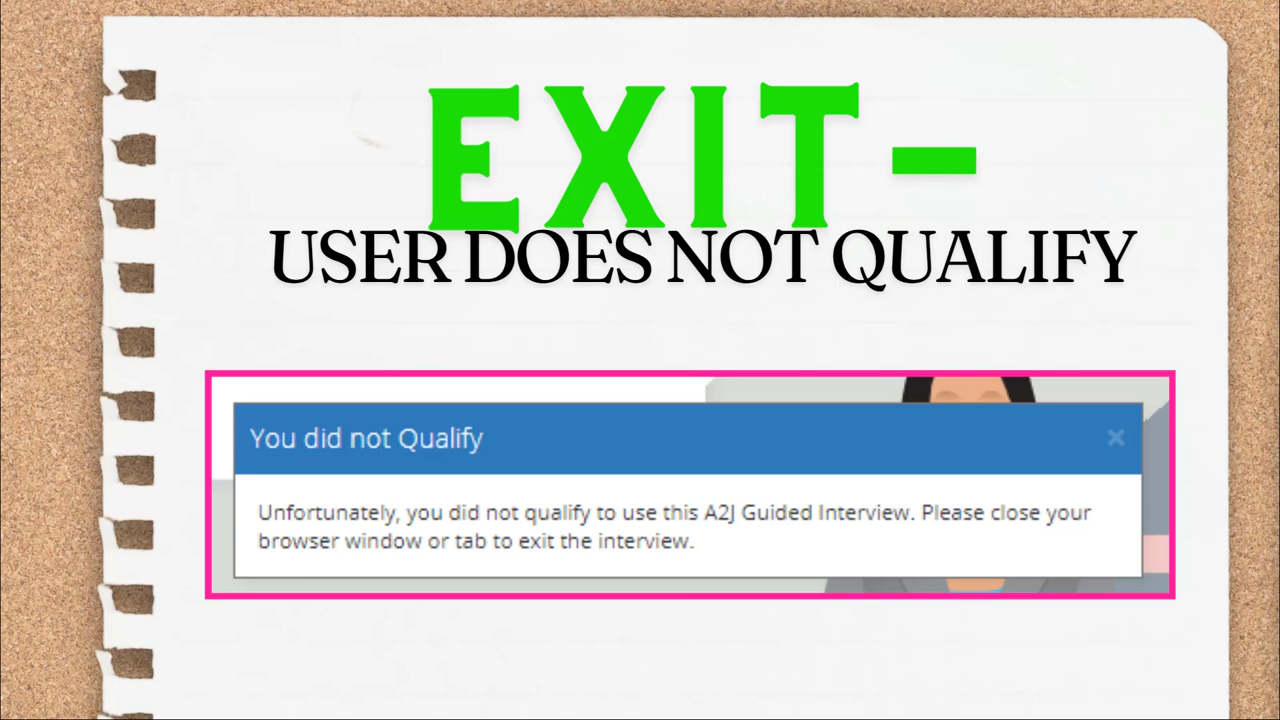 EXIT-
USER DOES NOT QUALIFY
You did not Qualify ×
Unfortunately, you did not qualify to use this A2J Guided Interview. Please close your
browser window or tab to exit the interview.